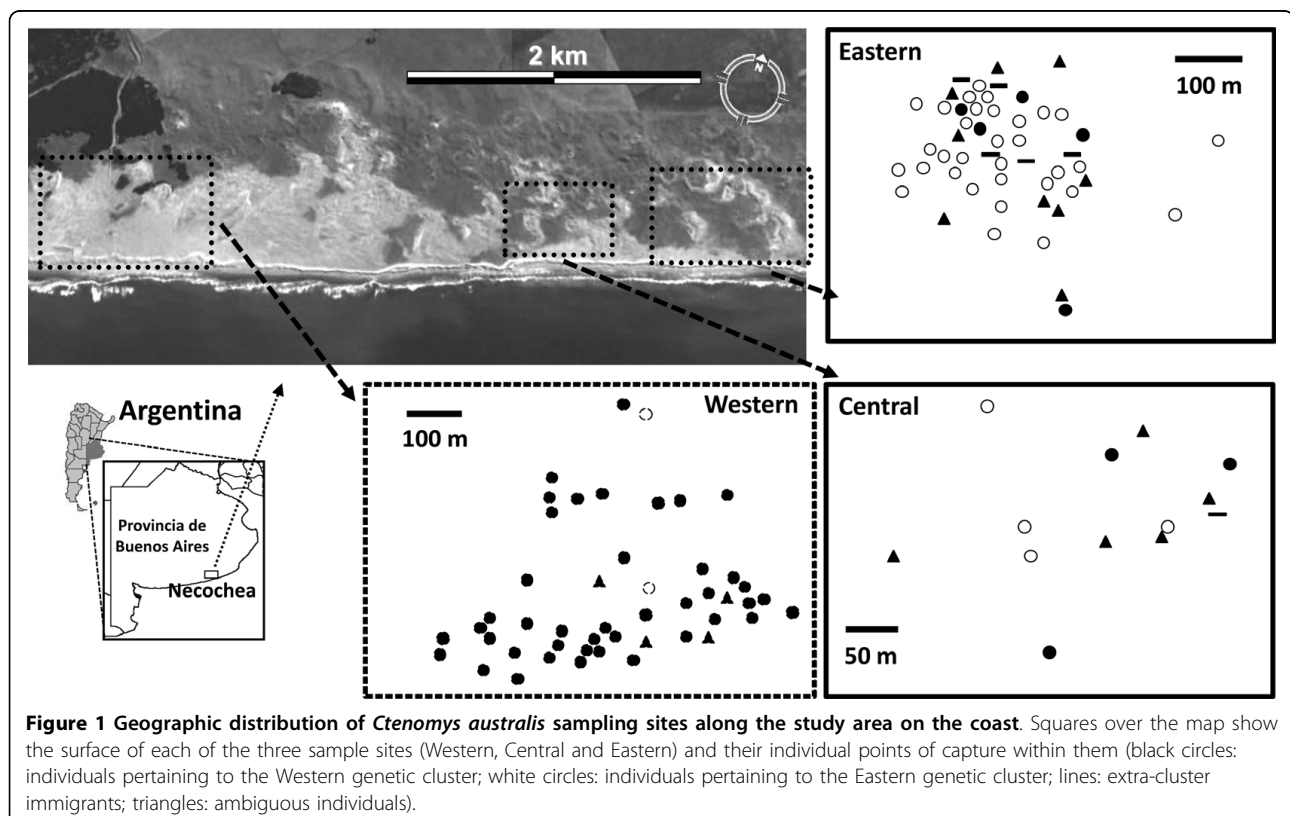 2 km
N
Eastern
100 m
Argentina
Provincia de
Buenos Aires
Necochea
Western
100 m
Central
50 m
Figure 1 Geographic distribution of Ctenomys australis sampling sites along the study area on the coast. Squares over the map show
the surface of each of the three sample sites (Western, Central and Eastern) and their individual points of capture within them (black circles:
individuals pertaining to the Western genetic cluster; white circles: individuals pertaining to the Eastern genetic cluster; lines: extra-cluster
immigrants; triangles: ambiguous individuals).